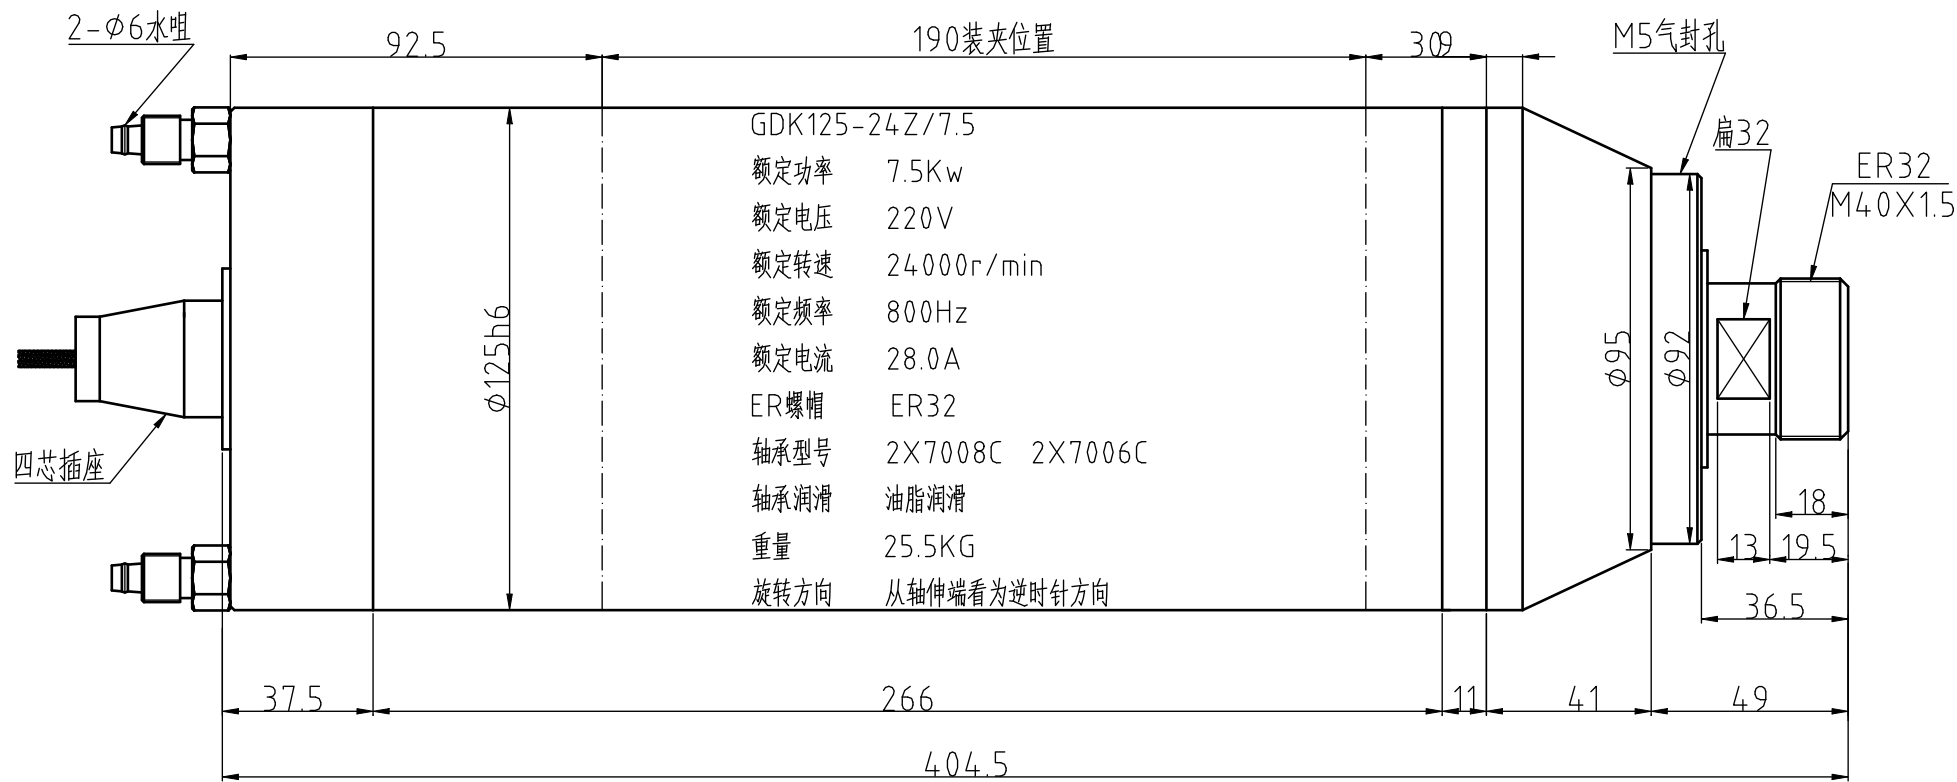 2-Φ6水咀
92.5
190装夹位置
30
9
M5气封孔
扁32
ER32
M40X1.5
GDK125-24Z/7.5
额定功率 7.5Kw
额定电压 220V
额定转速 24000r/min
额定频率 800Hz
额定电流 28.0A
ER螺帽 ER32
轴承型号 2X7008C 2X7006C
轴承润滑 油脂润滑
重量 25.5KG
旋转方向 从轴伸端看为逆时针方向
Φ125h6
Φ95
Φ92
四芯插座
18
13
19.5
36.5
37.5
266
11
41
49
404.5